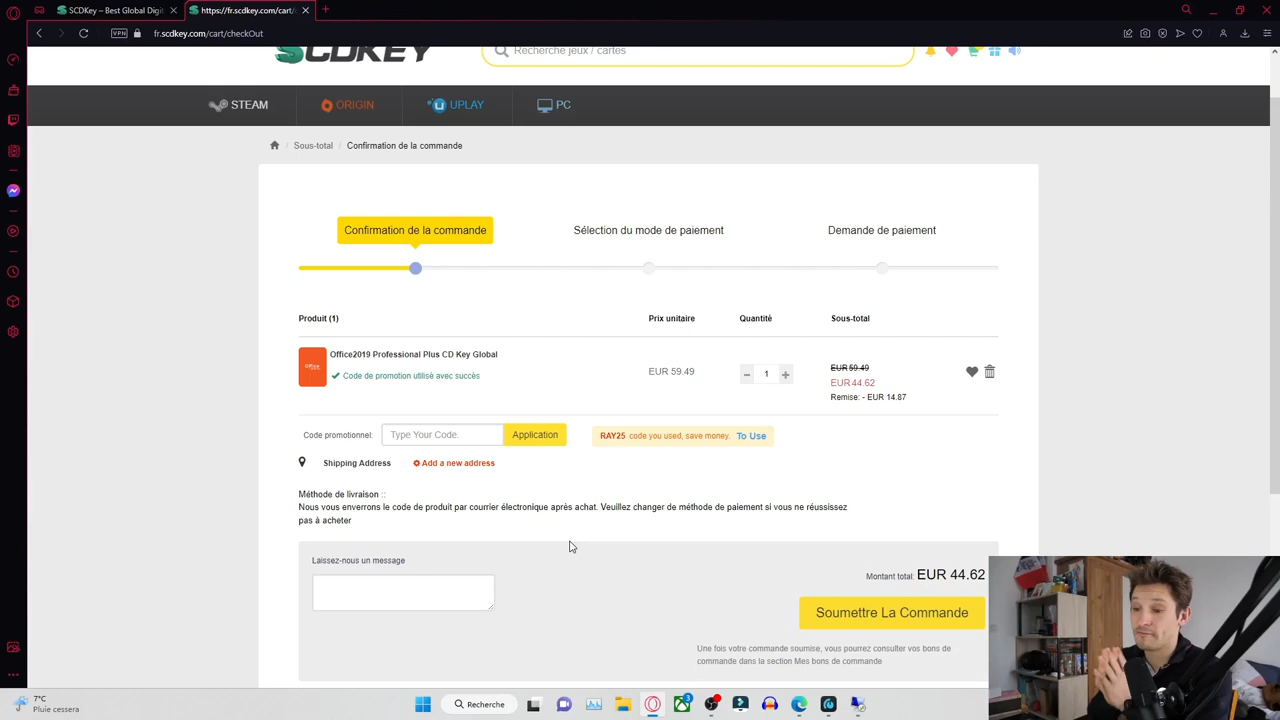 SCDKey – Best Global Digit
https://fr.scdkey.com/cart/checkOut
VPN
fr.scdkey.com/cart/checkOut
SCDKEY
Recherche jeux / cartes
STEAM
ORIGIN
UPLAY
PC
/ Sous-total / Confirmation de la commande
Confirmation de la commande
Sélection du mode de paiement
Demande de paiement
Produit (1)
Prix unitaire
Quantité
Sous-total
Office
Office2019 Professional Plus CD Key Global
Code de promotion utilisé avec succès
EUR 59.49
− 1 +
EUR 59.49
EUR 44.62
Remise: - EUR 14.87
Code promotionnel:
Type Your Code.
Application
RAY25 code you used, save money. To Use
Shipping Address
Add a new address
Méthode de livraison ::
Nous vous enverrons le code de produit par courrier électronique après achat. Veuillez changer de méthode de paiement si vous ne réussissez
pas à acheter
Laissez-nous un message
Montant total: EUR 44.62
Soumettre La Commande
Une fois votre commande soumise, vous pourrez consulter vos bons de
commande dans la section Mes bons de commande
7°C
Pluie cessera
Recherche
3